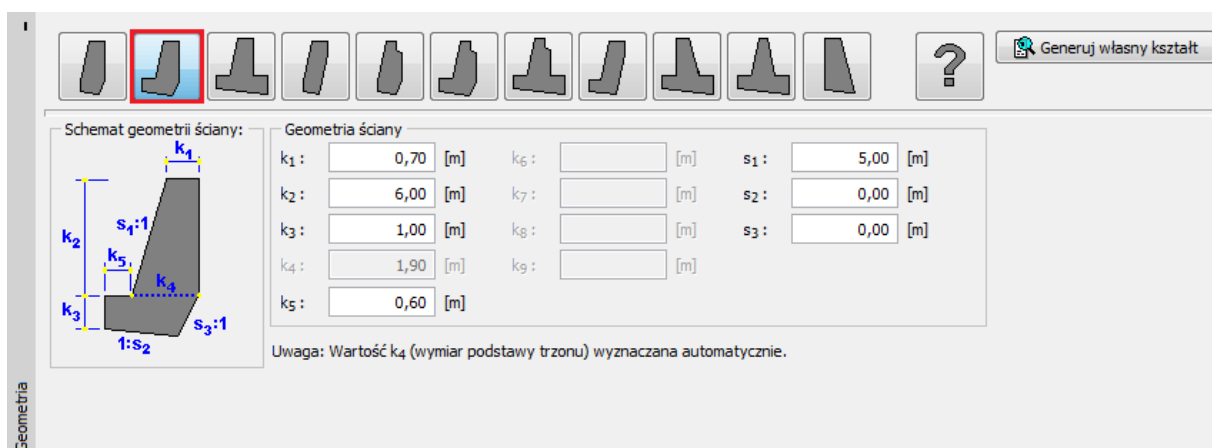 Generuj własny kształt
Schemat geometrii ściany:
k1
k2
s1:1
k5
k4
k3
s3:1
1:s2
Geometria ściany
k1 : 0,70 [m] k6 : [m] s1 : 5,00 [m]
k2 : 6,00 [m] k7 : [m] s2 : 0,00 [m]
k3 : 1,00 [m] k8 : [m] s3 : 0,00 [m]
k4 : 1,90 [m] k9 : [m]
k5 : 0,60 [m]
Uwaga: Wartość k4 (wymiar podstawy trzonu) wyznaczana automatycznie.
Geometria